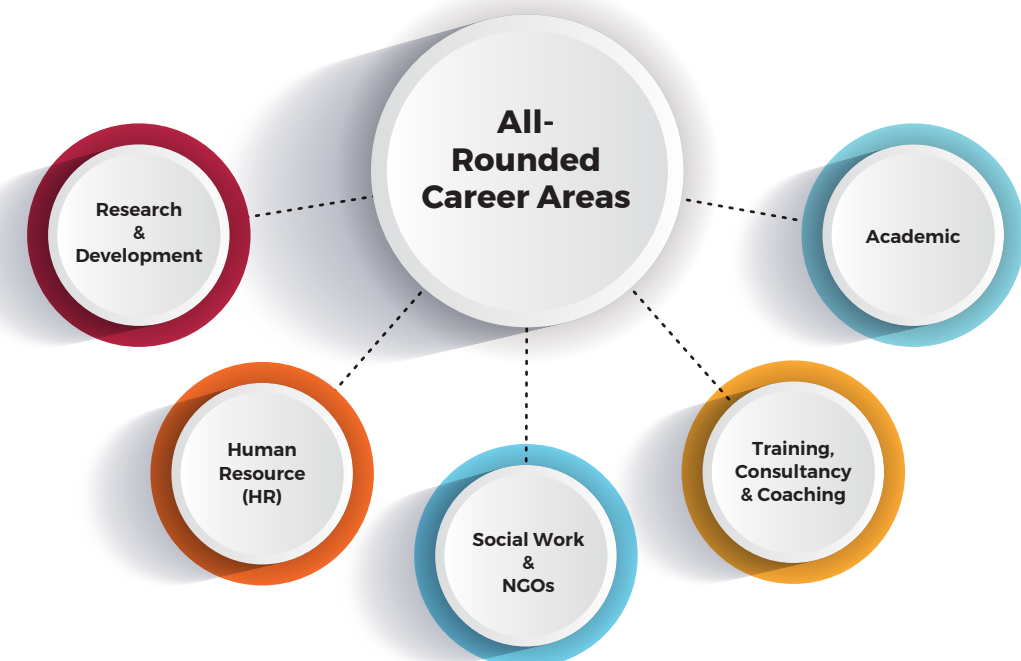 All-
Rounded
Career Areas
Research
&
Development
Academic
Human
Resource
(HR)
Training,
Consultancy
& Coaching
Social Work
&
NGOs